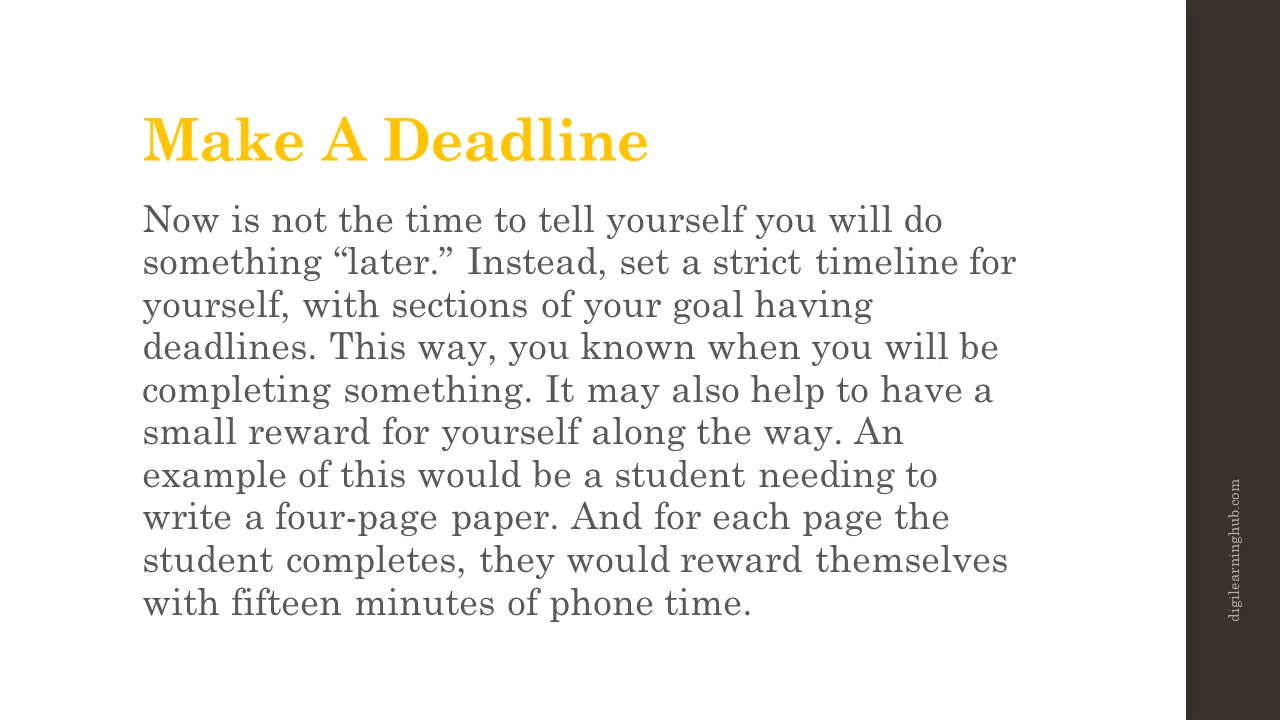 Make A Deadline
Now is not the time to tell yourself you will do
something “later.” Instead, set a strict timeline for
yourself, with sections of your goal having
deadlines. This way, you known when you will be
completing something. It may also help to have a
small reward for yourself along the way. An
example of this would be a student needing to
write a four-page paper. And for each page the
student completes, they would reward themselves
with fifteen minutes of phone time.
digilearninghub.com